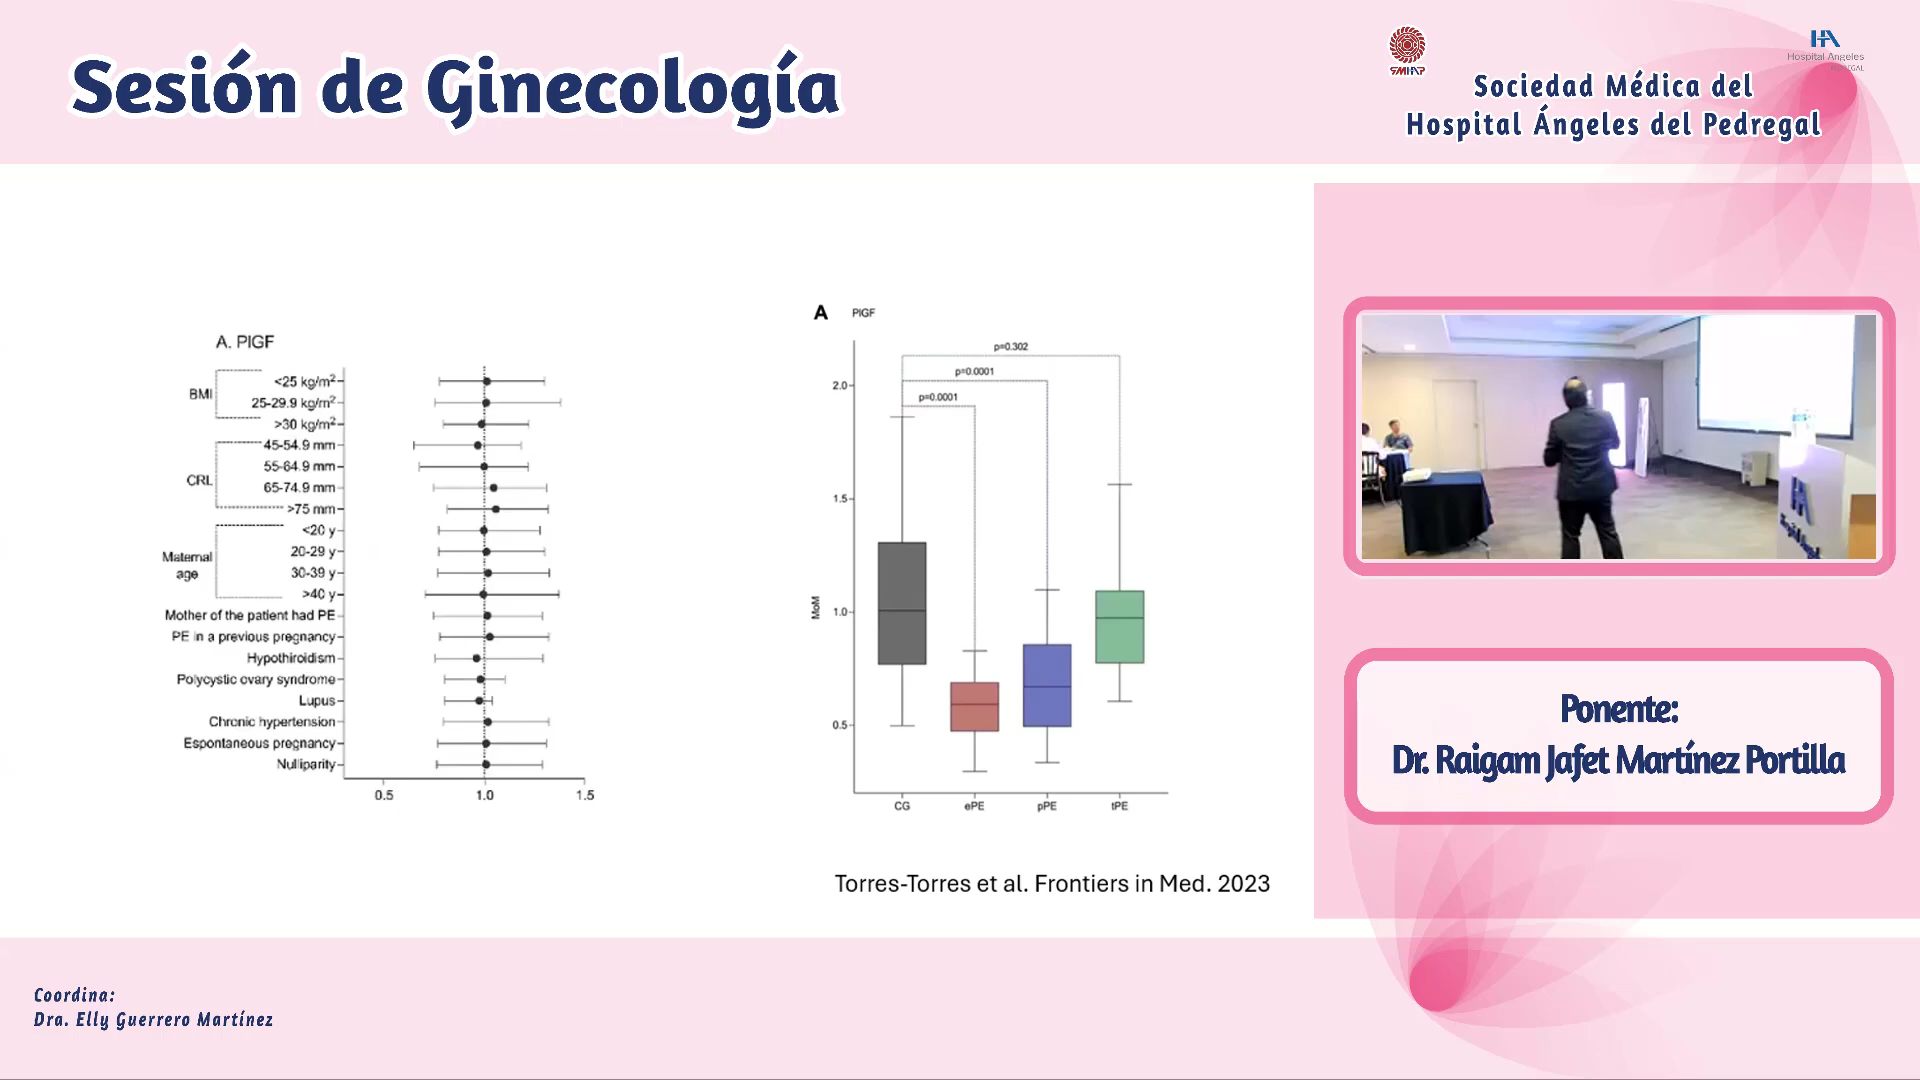 Sesión de Ginecología
SMHAP
HA
Hospital Ángeles
Sociedad Médica del
Hospital Ángeles del Pedregal
A. PIGF
BMI
<25 kg/m²
25-29.9 kg/m²
>30 kg/m²
CRL
45-54.9 mm
55-64.9 mm
65-74.9 mm
>75 mm
Maternal
age
<20 y
20-29 y
30-39 y
>40 y
Mother of the patient had PE
PE in a previous pregnancy
Hypothiroidism
Polycystic ovary syndrome
Lupus
Chronic hypertension
Espontaneous pregnancy
Nulliparity
0.5 1.0 1.5
A PIGF
p=0.302
p=0.0001
p=0.0001
MoM
2.0
1.5
1.0
0.5
CG ePE pPE tPE
Torres-Torres et al. Frontiers in Med. 2023
Ponente:
Dr. Raigam Jafet Martínez Portilla
Coordina:
Dra. Elly Guerrero Martínez